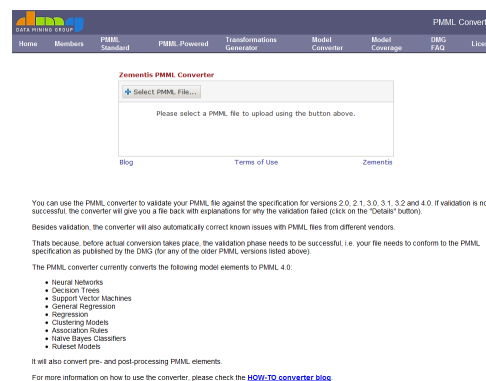 dmg
DATA MINING GROUP
PMML Convert
Home Members PMML Standard PMML-Powered Transformations Generator Model Converter Model Coverage DMG FAQ Lice
Zementis PMML Converter
Select PMML File...
Please select a PMML file to upload using the button above.
Blog Terms of Use Zementis
You can use the PMML converter to validate your PMML file against the specification for versions 2.0, 2.1, 3.0, 3.1, 3.2 and 4.0. If validation is no
successful, the converter will give you a file back with explanations for why the validation failed (click on the "Details" button).
Besides validation, the converter will also automatically correct known issues with PMML files from different vendors.
Thats because, before actual conversion takes place, the validation phase needs to be successful, i.e. your file needs to conform to the PMML
specification as published by the DMG (for any of the older PMML versions listed above).
The PMML converter currently converts the following model elements to PMML 4.0:
Neural Networks
Decision Trees
Support Vector Machines
General Regression
Regression
Clustering Models
Association Rules
Naive Bayes Classifiers
Ruleset Models
It will also convert pre- and post-processing PMML elements.
For more information on how to use the converter, please check the HOW-TO converter blog.